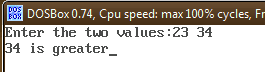 DOSBox 0.74, Cpu speed: max 100% cycles, Fr
Enter the two values:23 34
34 is greater_